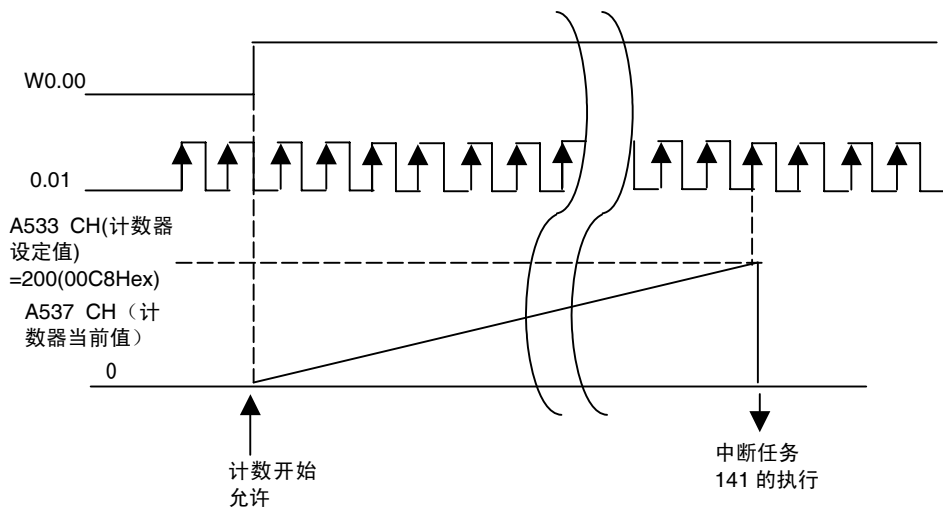 W0.00
0.01
A533 CH(计数器
设定值)
=200(00C8Hex)
A537 CH（计
数器当前值）
0
计数开始
允许
中断任务
141 的执行